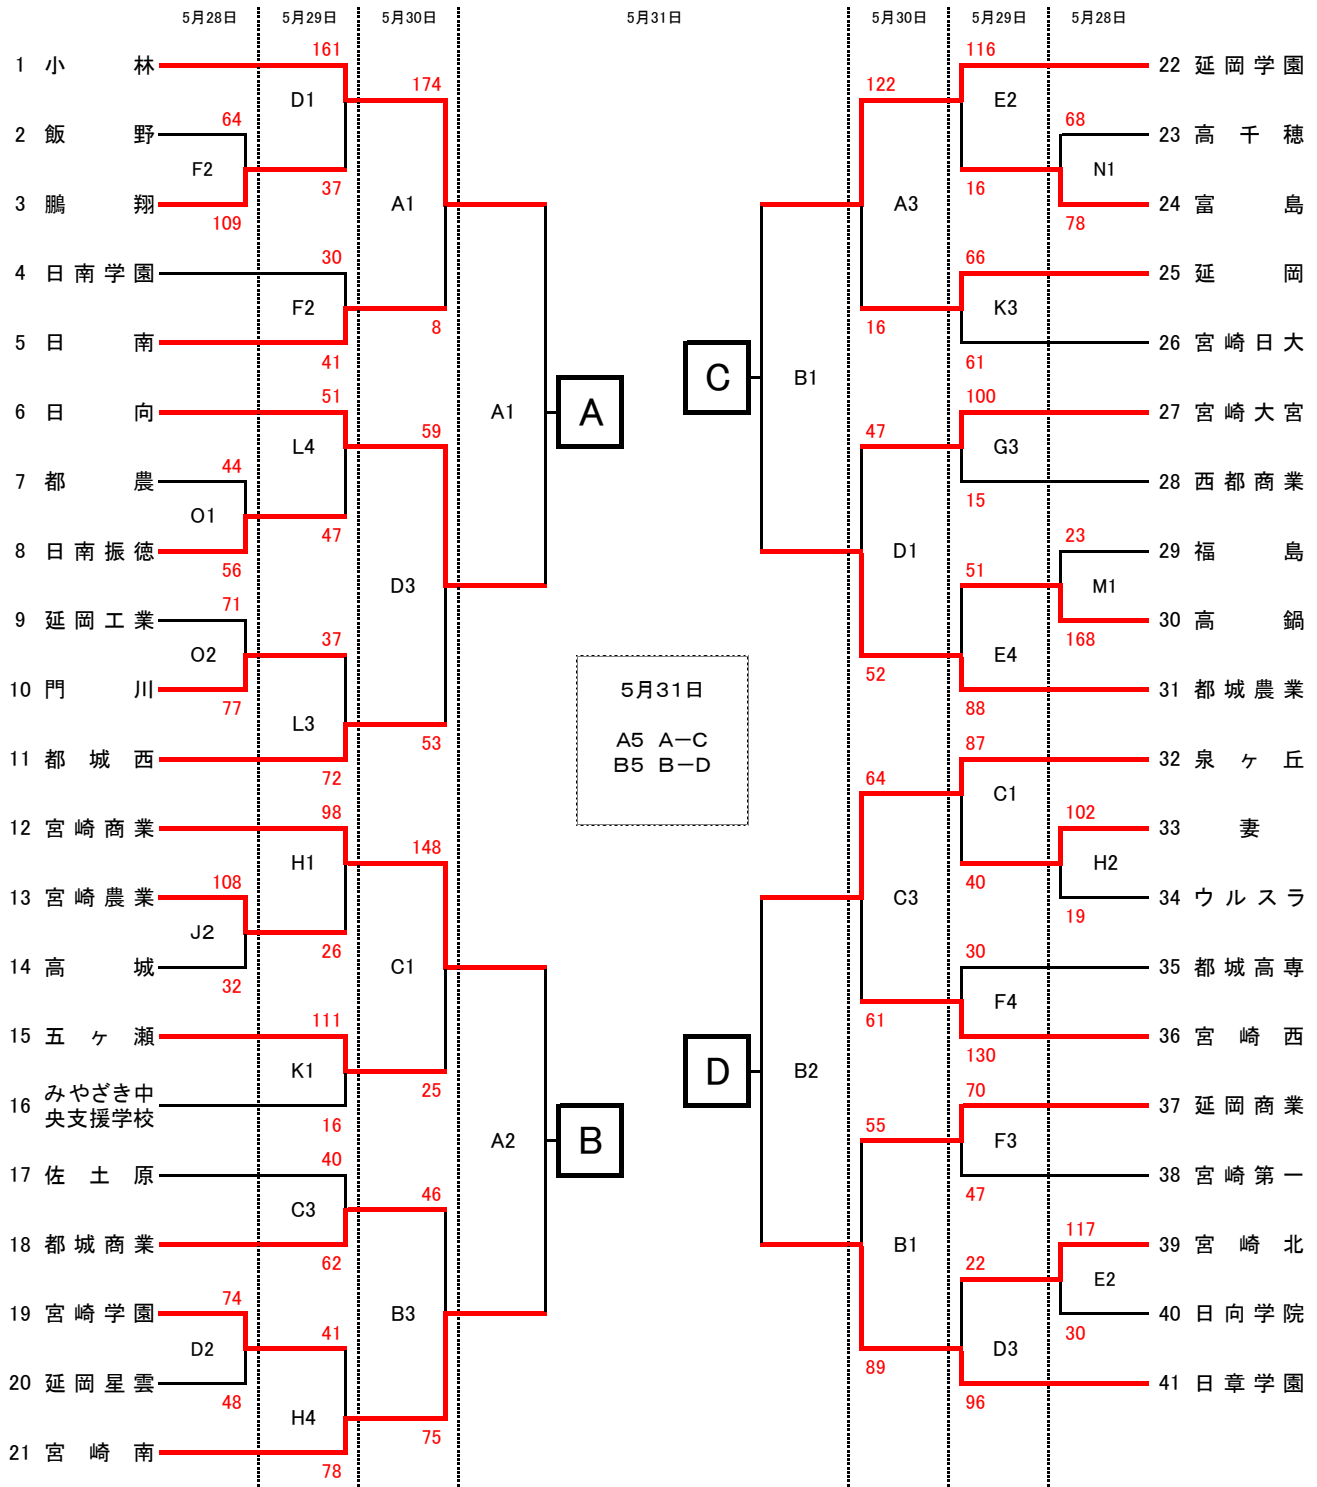 5月28日 5月29日 5月30日 5月31日 5月30日 5月29日 5月28日
1 小林 161
174
D1
2 飯野 64
F2
3 鵬翔 109
37
A1
4 日南学園 30
F2
5 日南 41
8
6 日向 51
59
L4
7 都農 44
O1
8 日南振徳 56
47
D3
9 延岡工業 71
O2
10 門川 77
37
L3
11 都城西 72
53
A1
A
12 宮崎商業 98
148
H1
13 宮崎農業 108
J2
14 高城 32
26
C1
15 五ヶ瀬 111
K1
16 みやざき中
央支援学校
16
25
17 佐土原 40
46
C3
18 都城商業 62
B3
19 宮崎学園 74
D2
20 延岡星雲 48
41
H4
21 宮崎南 78
75
A2
B
5月31日
A5 A－C
B5 B－D
116 22 延岡学園
122
E2
68 23 高千穂
N1
78 24 富島
16
A3
66 25 延岡
K3
61 26 宮崎日大
16
100 27 宮崎大宮
47
G3
15 28 西都商業
D1
23 29 福島
M1
168 30 高鍋
51
E4
88 31 都城農業
52
B1
C
87 32 泉ヶ丘
64
C1
102 33 妻
H2
19 34 ウルスラ
40
C3
30 35 都城高専
F4
130 36 宮崎西
61
70 37 延岡商業
55
F3
47 38 宮崎第一
B1
117 39 宮崎北
E2
30 40 日向学院
22
D3
96 41 日章学園
89
B2
D